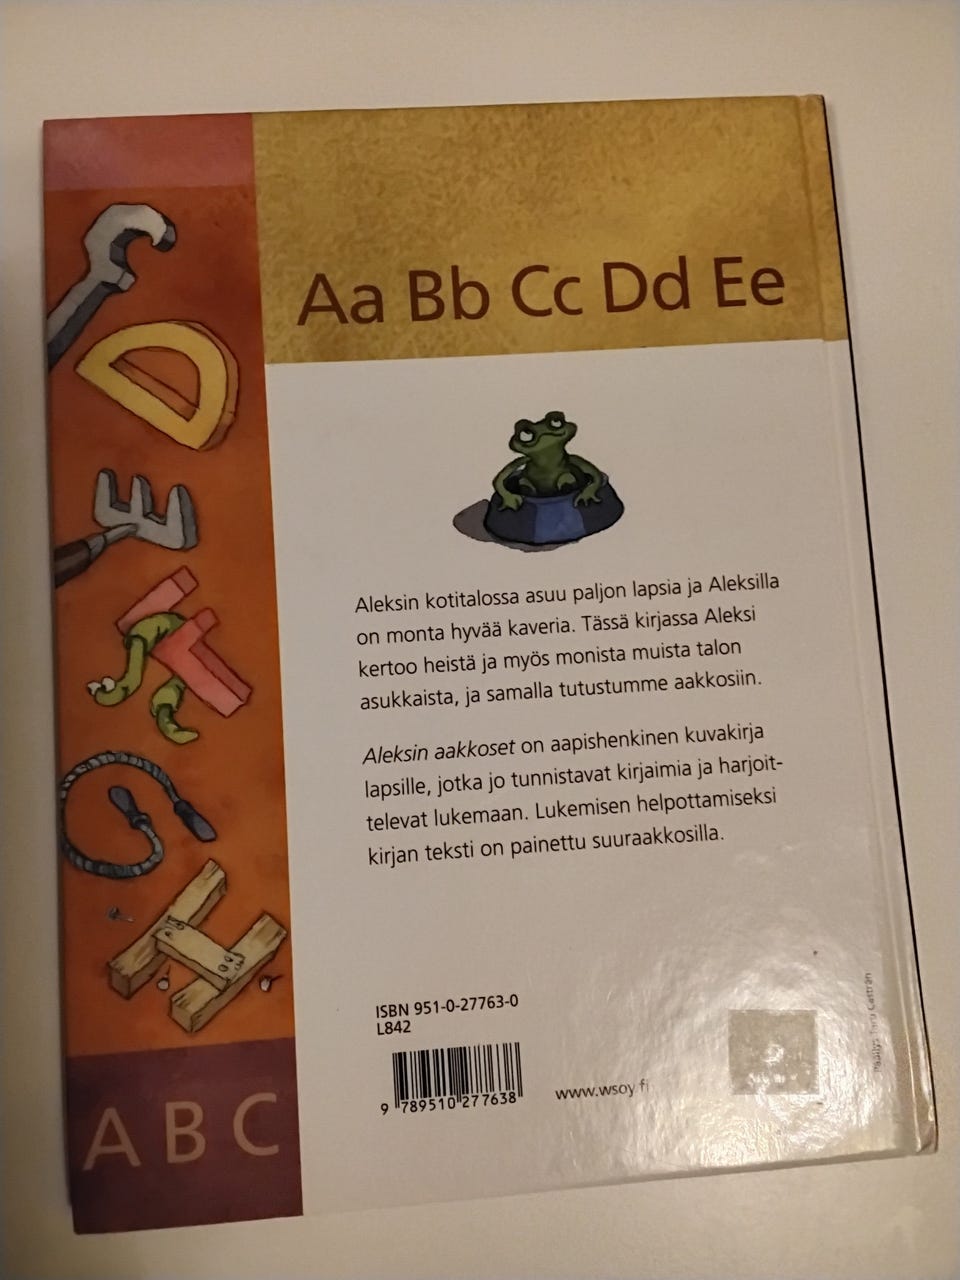 Aa Bb Cc Dd Ee
Aleksin kotitalossa asuu paljon lapsia ja Aleksilla
on monta hyvää kaveria. Tässä kirjassa Aleksi
kertoo heistä ja myös monista muista talon
asukkaista, ja samalla tutustumme aakkosiin.
Aleksin aakkoset on aapishenkinen kuvakirja
lapsille, jotka jo tunnistavat kirjaimia ja harjoit-
televat lukemaan. Lukemisen helpottamiseksi
kirjan teksti on painettu suuraakkosilla.
ISBN 951-0-27763-0
L842
9 789510 277638
www.wsoy.fi
Päällys Taru Castrén
D
E
F
G
H
A B C